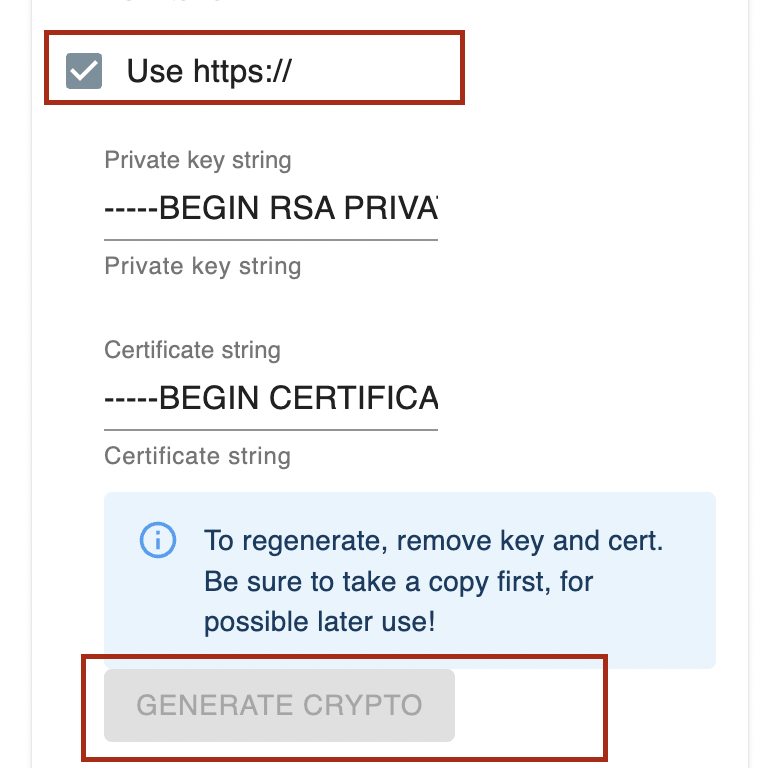 Use https://
Private key string
-----BEGIN RSA PRIVA
Private key string
Certificate string
-----BEGIN CERTIFICA
Certificate string
To regenerate, remove key and cert.
Be sure to take a copy first, for
possible later use!
GENERATE CRYPTO